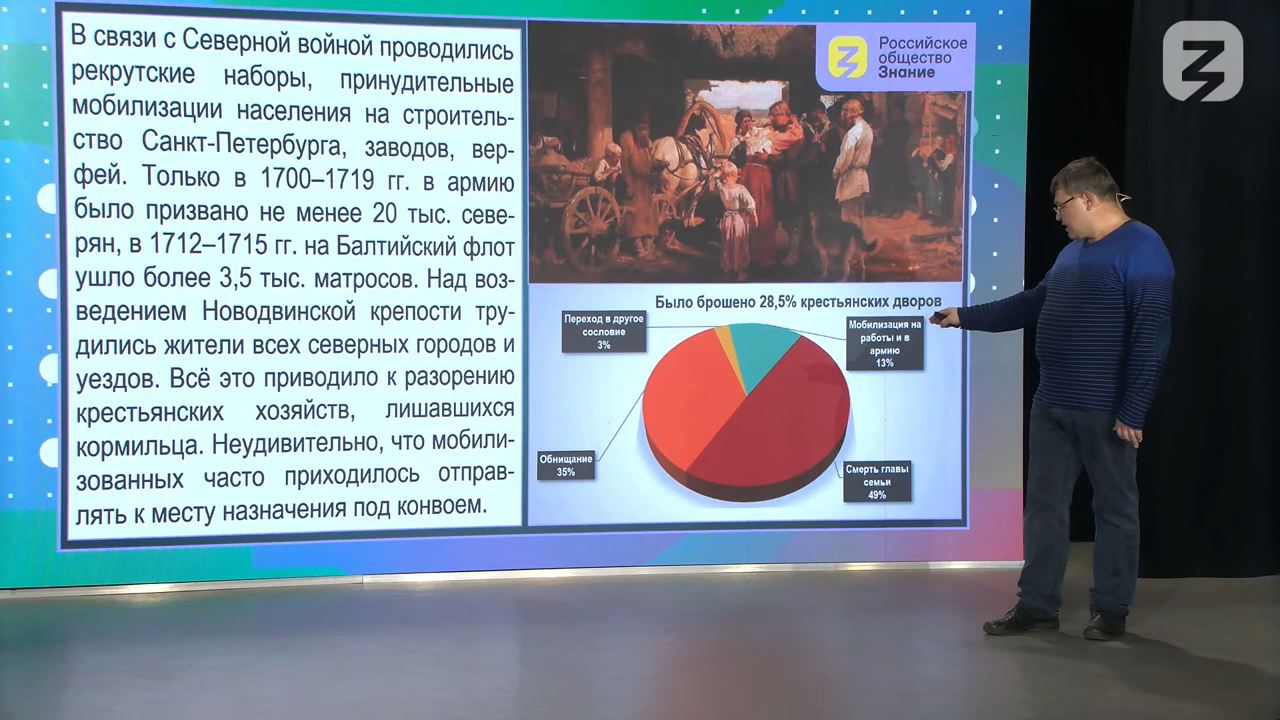 В связи с Северной войной проводились
рекрутские наборы, принудительные
мобилизации населения на строитель-
ство Санкт-Петербурга, заводов, вер-
фей. Только в 1700–1719 гг. в армию
было призвано не менее 20 тыс. севе-
рян, в 1712–1715 гг. на Балтийский флот
ушло более 3,5 тыс. матросов. Над воз-
ведением Новодвинской крепости тру-
дились жители всех северных городов и
уездов. Всё это приводило к разорению
крестьянских хозяйств, лишавшихся
кормильца. Неудивительно, что мобили-
зованных часто приходилось отправ-
лять к месту назначения под конвоем.
Российское
общество
Знание
Было брошено 28,5% крестьянских дворов
Переход в другое
сословие
3%
Мобилизация на
работы и в
армию
13%
Обнищание
35%
Смерть главы
семьи
49%